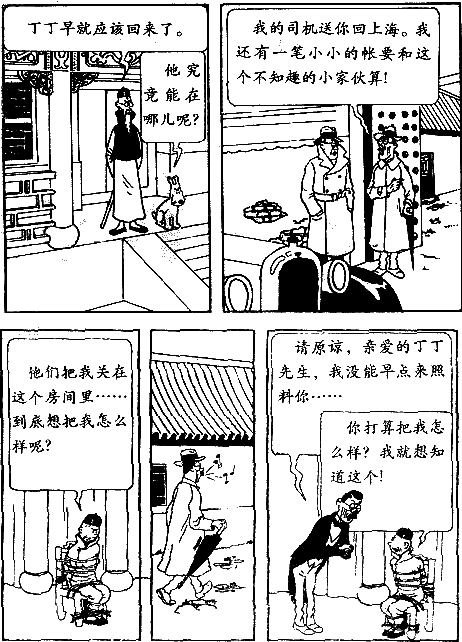 丁丁早就应该回来了。
他究
竟能在
哪儿呢?
我的司机送你回上海。我
还有一笔小小的帐要和这
个不知趣的小家伙算!
他们把我关在
这个房间里……
到底想把我怎么
样呢?
请原谅,亲爱的丁丁
先生,我没能早点来照
料你……
你打算把我怎
么样?我就想知
道这个!